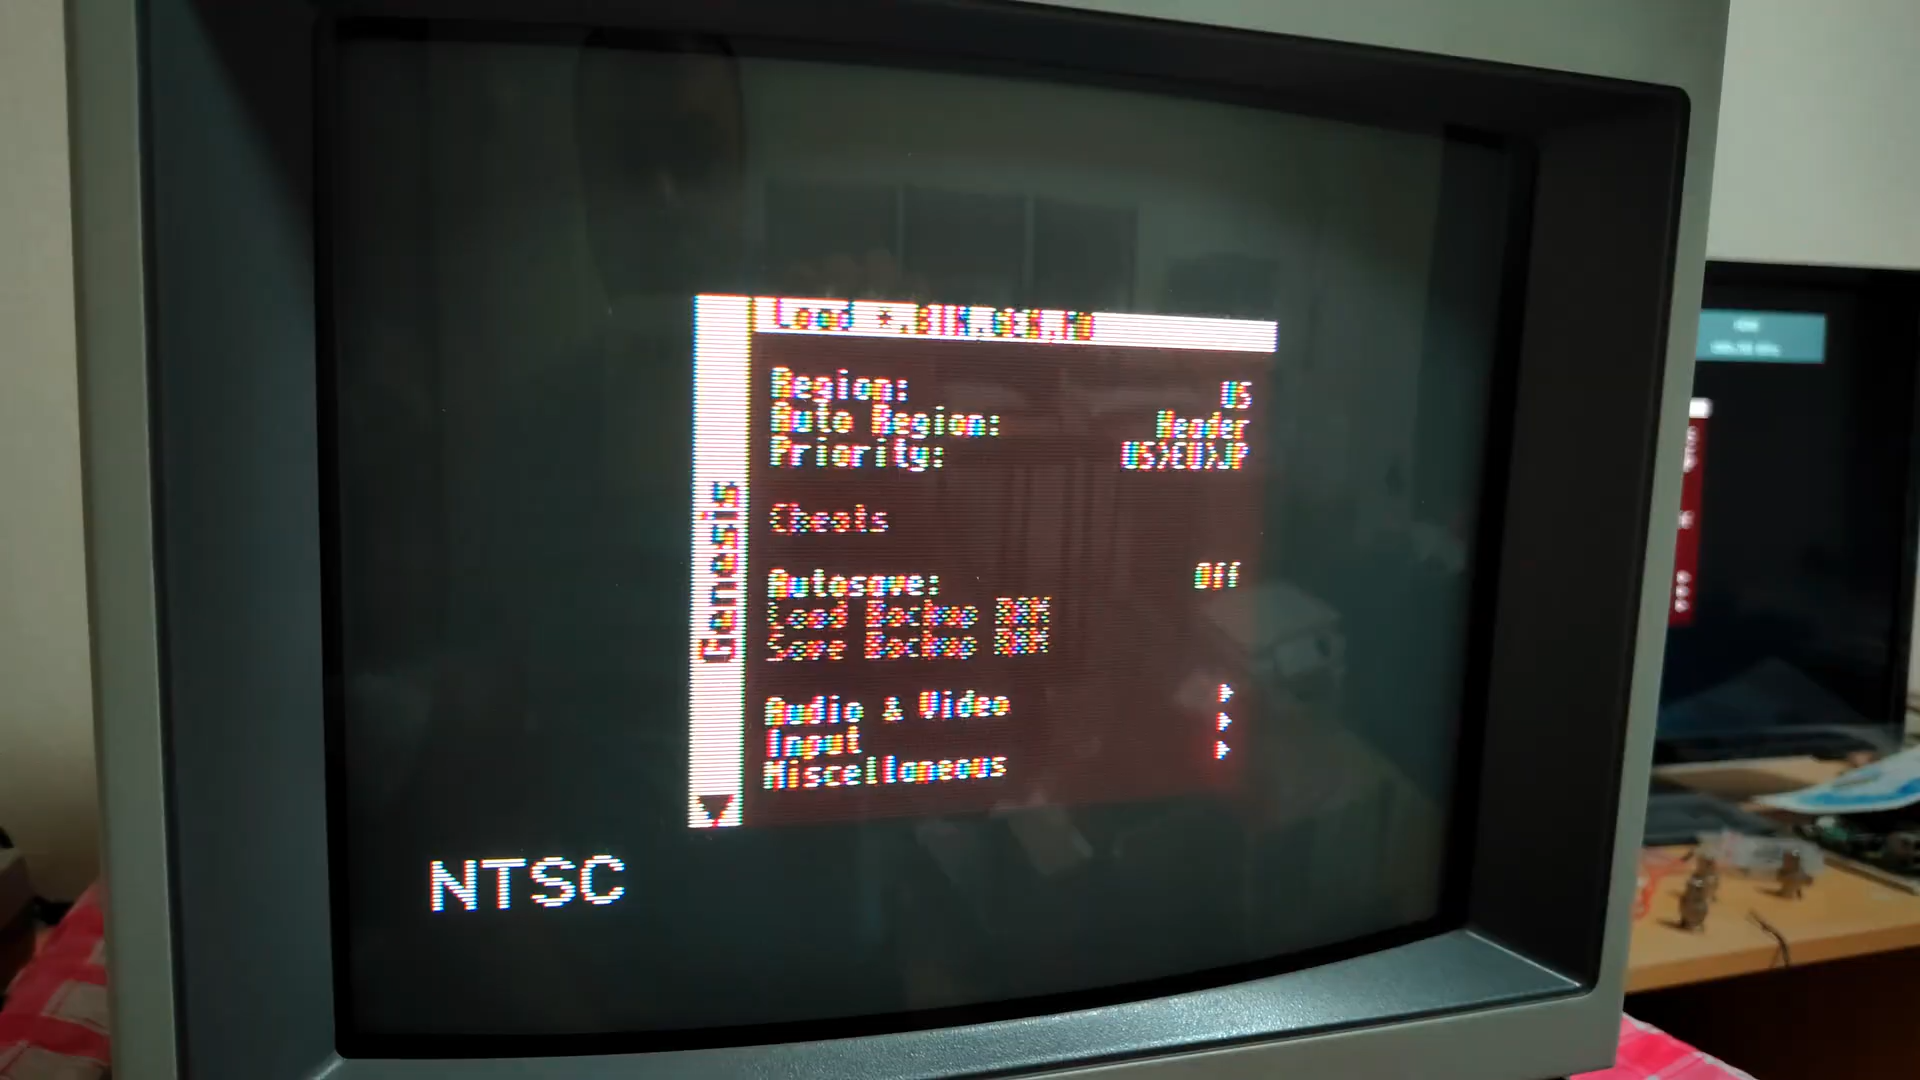 Load *.BIN,GEN,MD
Region: US
Auto Region: Header
Priority: US>EU>JP
Cheats
Autosave: Off
Load Backup RAM
Save Backup RAM
Audio & Video
Input
Miscellaneous
Genesis
NTSC